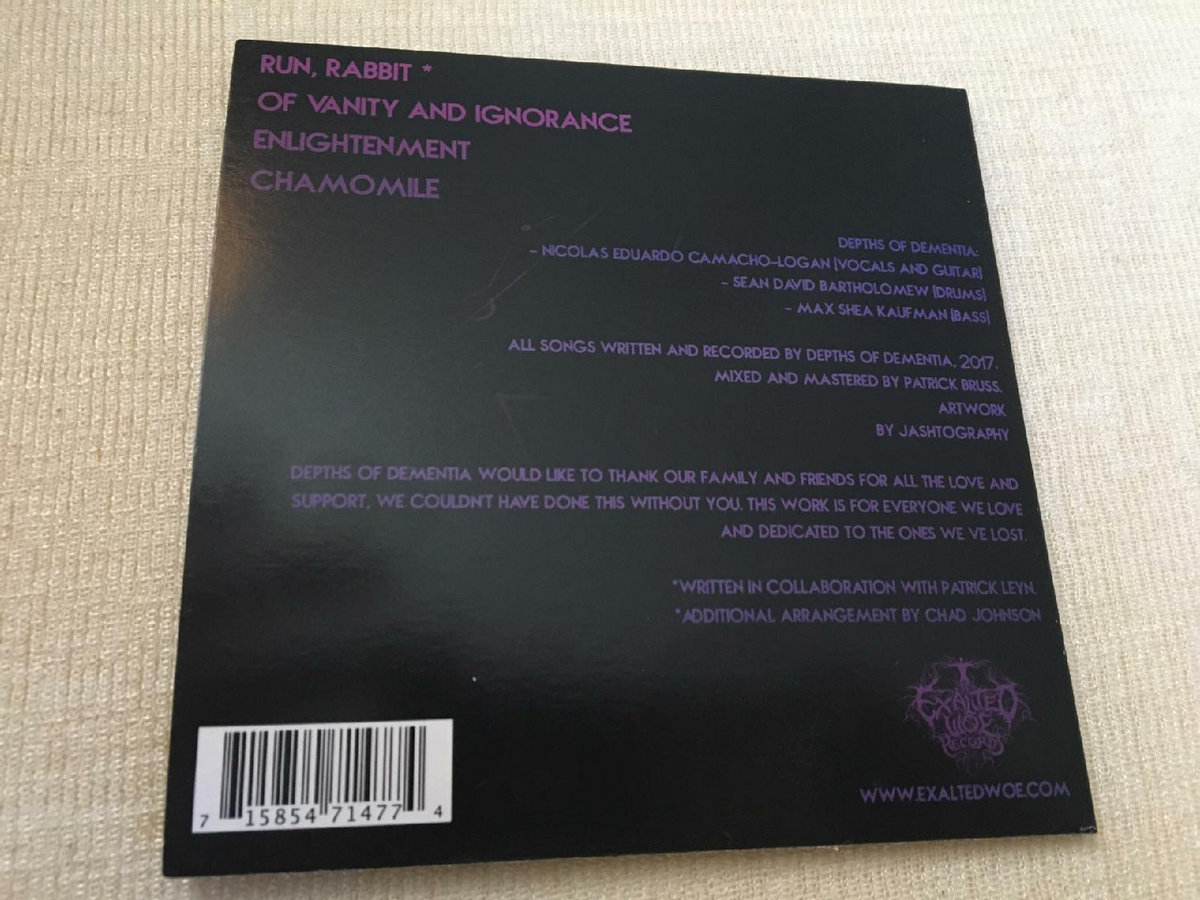 RUN, RABBIT *
OF VANITY AND IGNORANCE
ENLIGHTENMENT
CHAMOMILE
DEPTHS OF DEMENTIA:
- NICOLAS EDUARDO CAMACHO-LOGAN (VOCALS AND GUITAR)
- SEAN DAVID BARTHOLOMEW (DRUMS)
- MAX SHEA KAUFMAN (BASS)
ALL SONGS WRITTEN AND RECORDED BY DEPTHS OF DEMENTIA, 2017.
MIXED AND MASTERED BY PATRICK BRUSS.
ARTWORK
BY JASHTOGRAPHY
DEPTHS OF DEMENTIA WOULD LIKE TO THANK OUR FAMILY AND FRIENDS FOR ALL THE LOVE AND
SUPPORT, WE COULDN'T HAVE DONE THIS WITHOUT YOU. THIS WORK IS FOR EVERYONE WE LOVE
AND DEDICATED TO THE ONES WE VE LOST.
*WRITTEN IN COLLABORATION WITH PATRICK LEYN.
*ADDITIONAL ARRANGEMENT BY CHAD JOHNSON
EXALTED
WOE
RECORDS
WWW.EXALTEDWOE.COM
7 15854 71477 4